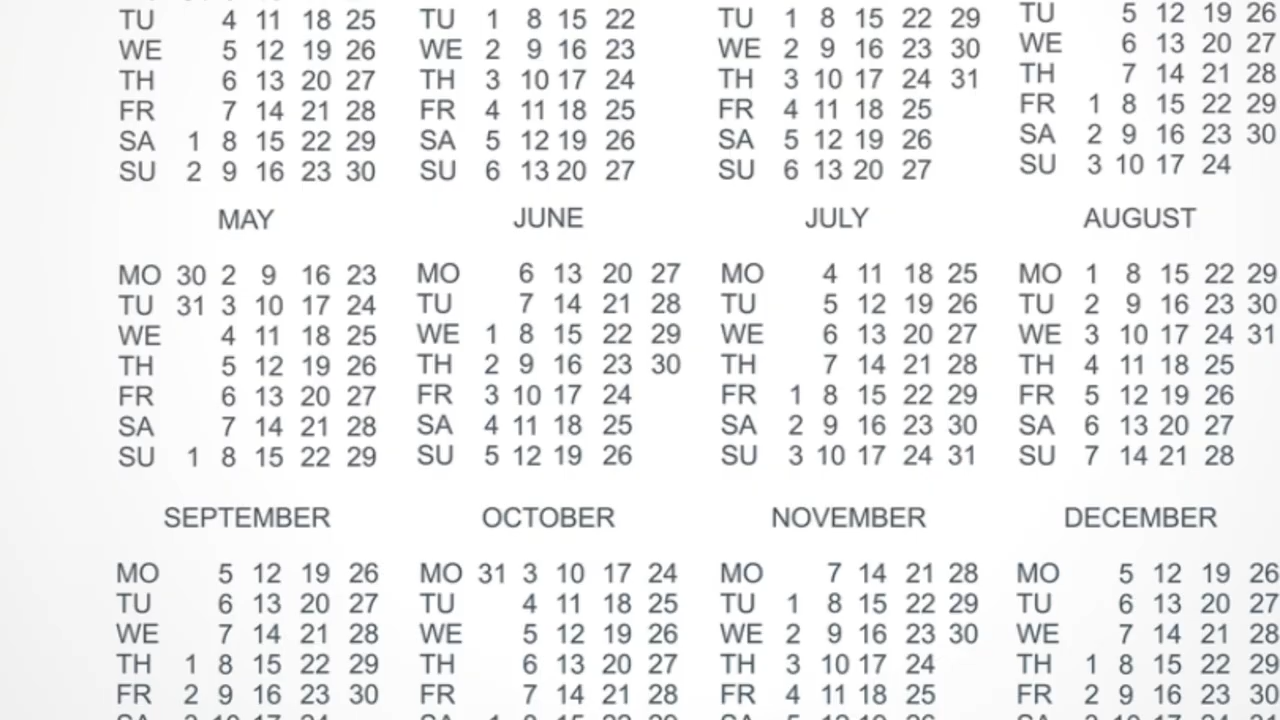 TU 4 11 18 25 TU 1 8 15 22 TU 1 8 15 22 29 TU 5 12 19 26
WE 5 12 19 26 WE 2 9 16 23 WE 2 9 16 23 30 WE 6 13 20 27
TH 6 13 20 27 TH 3 10 17 24 TH 3 10 17 24 31 TH 7 14 21 28
FR 7 14 21 28 FR 4 11 18 25 FR 4 11 18 25 FR 1 8 15 22 29
SA 1 8 15 22 29 SA 5 12 19 26 SA 5 12 19 26 SA 2 9 16 23 30
SU 2 9 16 23 30 SU 6 13 20 27 SU 6 13 20 27 SU 3 10 17 24
MAY JUNE JULY AUGUST
MO 30 2 9 16 23 MO 6 13 20 27 MO 4 11 18 25 MO 1 8 15 22 29
TU 31 3 10 17 24 TU 7 14 21 28 TU 5 12 19 26 TU 2 9 16 23 30
WE 4 11 18 25 WE 1 8 15 22 29 WE 6 13 20 27 WE 3 10 17 24 31
TH 5 12 19 26 TH 2 9 16 23 30 TH 7 14 21 28 TH 4 11 18 25
FR 6 13 20 27 FR 3 10 17 24 FR 1 8 15 22 29 FR 5 12 19 26
SA 7 14 21 28 SA 4 11 18 25 SA 2 9 16 23 30 SA 6 13 20 27
SU 1 8 15 22 29 SU 5 12 19 26 SU 3 10 17 24 31 SU 7 14 21 28
SEPTEMBER OCTOBER NOVEMBER DECEMBER
MO 5 12 19 26 MO 31 3 10 17 24 MO 7 14 21 28 MO 5 12 19 26
TU 6 13 20 27 TU 4 11 18 25 TU 1 8 15 22 29 TU 6 13 20 27
WE 7 14 21 28 WE 5 12 19 26 WE 2 9 16 23 30 WE 7 14 21 28
TH 1 8 15 22 29 TH 6 13 20 27 TH 3 10 17 24 TH 1 8 15 22 29
FR 2 9 16 23 30 FR 7 14 21 28 FR 4 11 18 25 FR 2 9 16 23 30